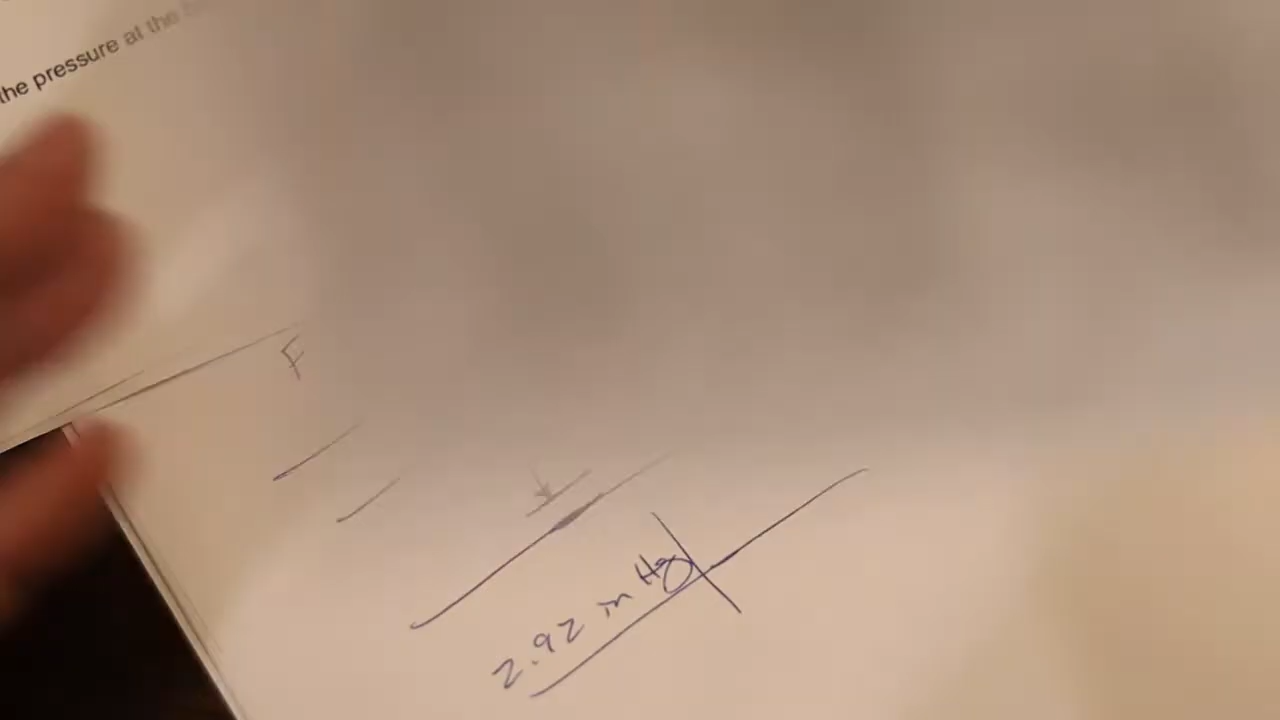 the pressure at the
F
2.92 in Hg